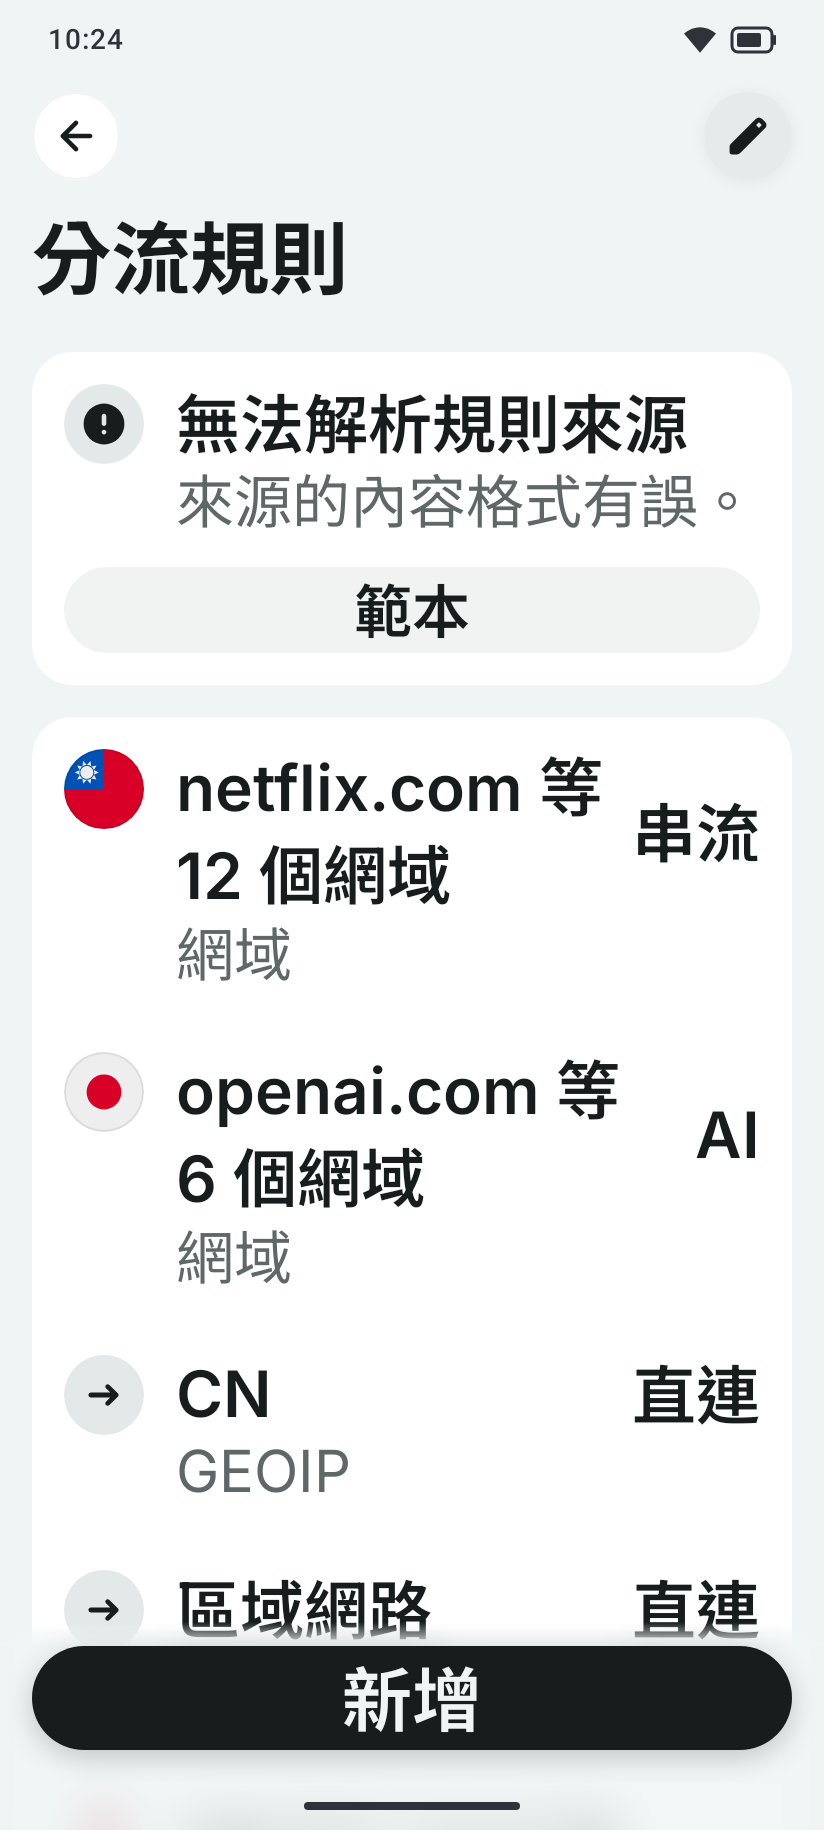 10:24
分流規則
無法解析規則來源
來源的內容格式有誤。
範本
netflix.com 等
12 個網域
串流
網域
openai.com 等
6 個網域
AI
網域
CN
直連
GEOIP
區域網路
直連
新增